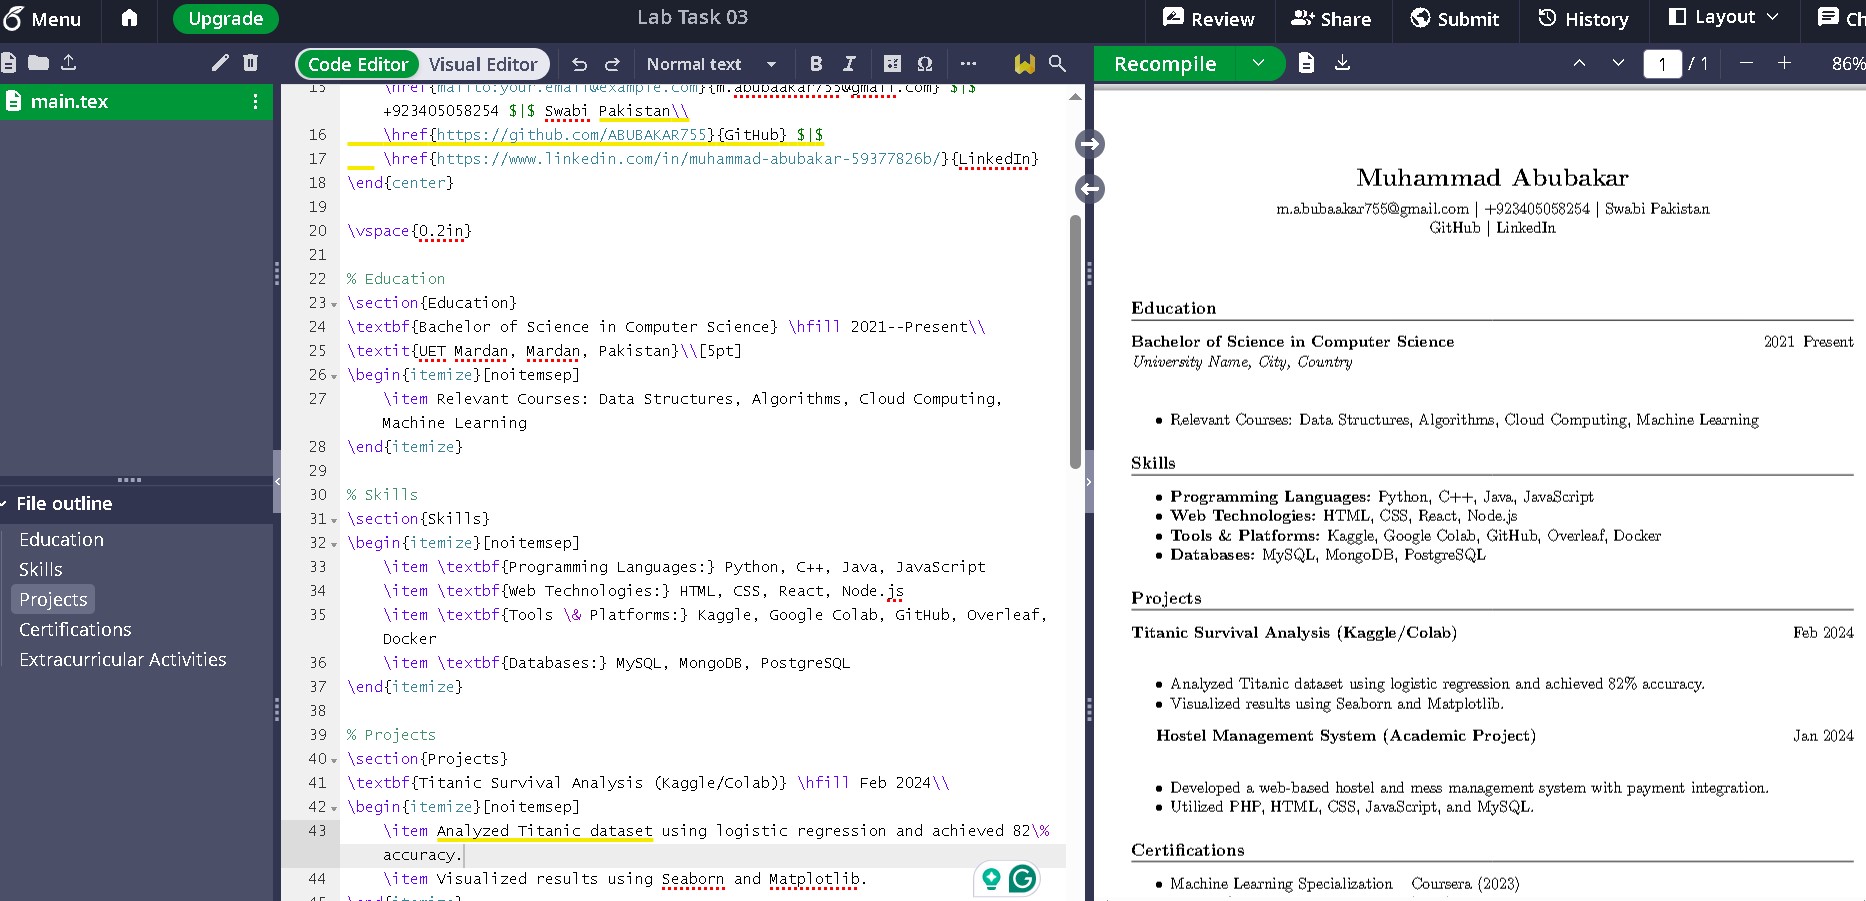 Menu
Upgrade
Lab Task 03
Review
Share
Submit
History
Layout
Ch
Code Editor
Visual Editor
Normal text
B
I
Ω
Recompile
1
/ 1
86%
main.tex
File outline
Education
Skills
Projects
Certifications
Extracurricular Activities
15 \href{mailto:your.email@example.com}{m.abubaakar755@gmail.com} $|$
+923405058254 $|$ Swabi Pakistan\\
16 \href{https://github.com/ABUBAKAR755}{GitHub} $|$
17 \href{https://www.linkedin.com/in/muhammad-abubakar-59377826b/}{LinkedIn}
18 \end{center}
19
20 \vspace{0.2in}
21
22 % Education
23 \section{Education}
24 \textbf{Bachelor of Science in Computer Science} \hfill 2021--Present\\
25 \textit{UET Mardan, Mardan, Pakistan}\\[5pt]
26 \begin{itemize}[noitemsep]
27 \item Relevant Courses: Data Structures, Algorithms, Cloud Computing,
Machine Learning
28 \end{itemize}
29
30 % Skills
31 \section{Skills}
32 \begin{itemize}[noitemsep]
33 \item \textbf{Programming Languages:} Python, C++, Java, JavaScript
34 \item \textbf{Web Technologies:} HTML, CSS, React, Node.js
35 \item \textbf{Tools \& Platforms:} Kaggle, Google Colab, GitHub, Overleaf,
Docker
36 \item \textbf{Databases:} MySQL, MongoDB, PostgreSQL
37 \end{itemize}
38
39 % Projects
40 \section{Projects}
41 \textbf{Titanic Survival Analysis (Kaggle/Colab)} \hfill Feb 2024\\
42 \begin{itemize}[noitemsep]
43 \item Analyzed Titanic dataset using logistic regression and achieved 82\%
accuracy.
44 \item Visualized results using Seaborn and Matplotlib.
45 \end{itemize}
Muhammad Abubakar
m.abubaakar755@gmail.com | +923405058254 | Swabi Pakistan
GitHub | LinkedIn
Education
Bachelor of Science in Computer Science 2021 Present
University Name, City, Country
• Relevant Courses: Data Structures, Algorithms, Cloud Computing, Machine Learning
Skills
• Programming Languages: Python, C++, Java, JavaScript
• Web Technologies: HTML, CSS, React, Node.js
• Tools & Platforms: Kaggle, Google Colab, GitHub, Overleaf, Docker
• Databases: MySQL, MongoDB, PostgreSQL
Projects
Titanic Survival Analysis (Kaggle/Colab) Feb 2024
• Analyzed Titanic dataset using logistic regression and achieved 82% accuracy.
• Visualized results using Seaborn and Matplotlib.
Hostel Management System (Academic Project) Jan 2024
• Developed a web-based hostel and mess management system with payment integration.
• Utilized PHP, HTML, CSS, JavaScript, and MySQL.
Certifications
• Machine Learning Specialization Coursera (2023)